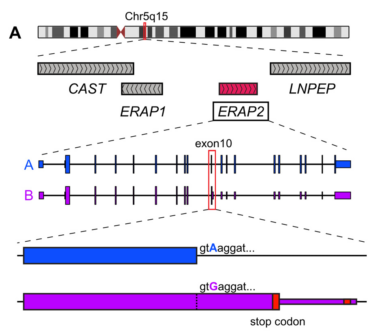 A
Chr5q15
CAST
ERAP1
ERAP2
LNPEP
exon10
A
B
gtAaggat...
gtGaggat...
stop codon